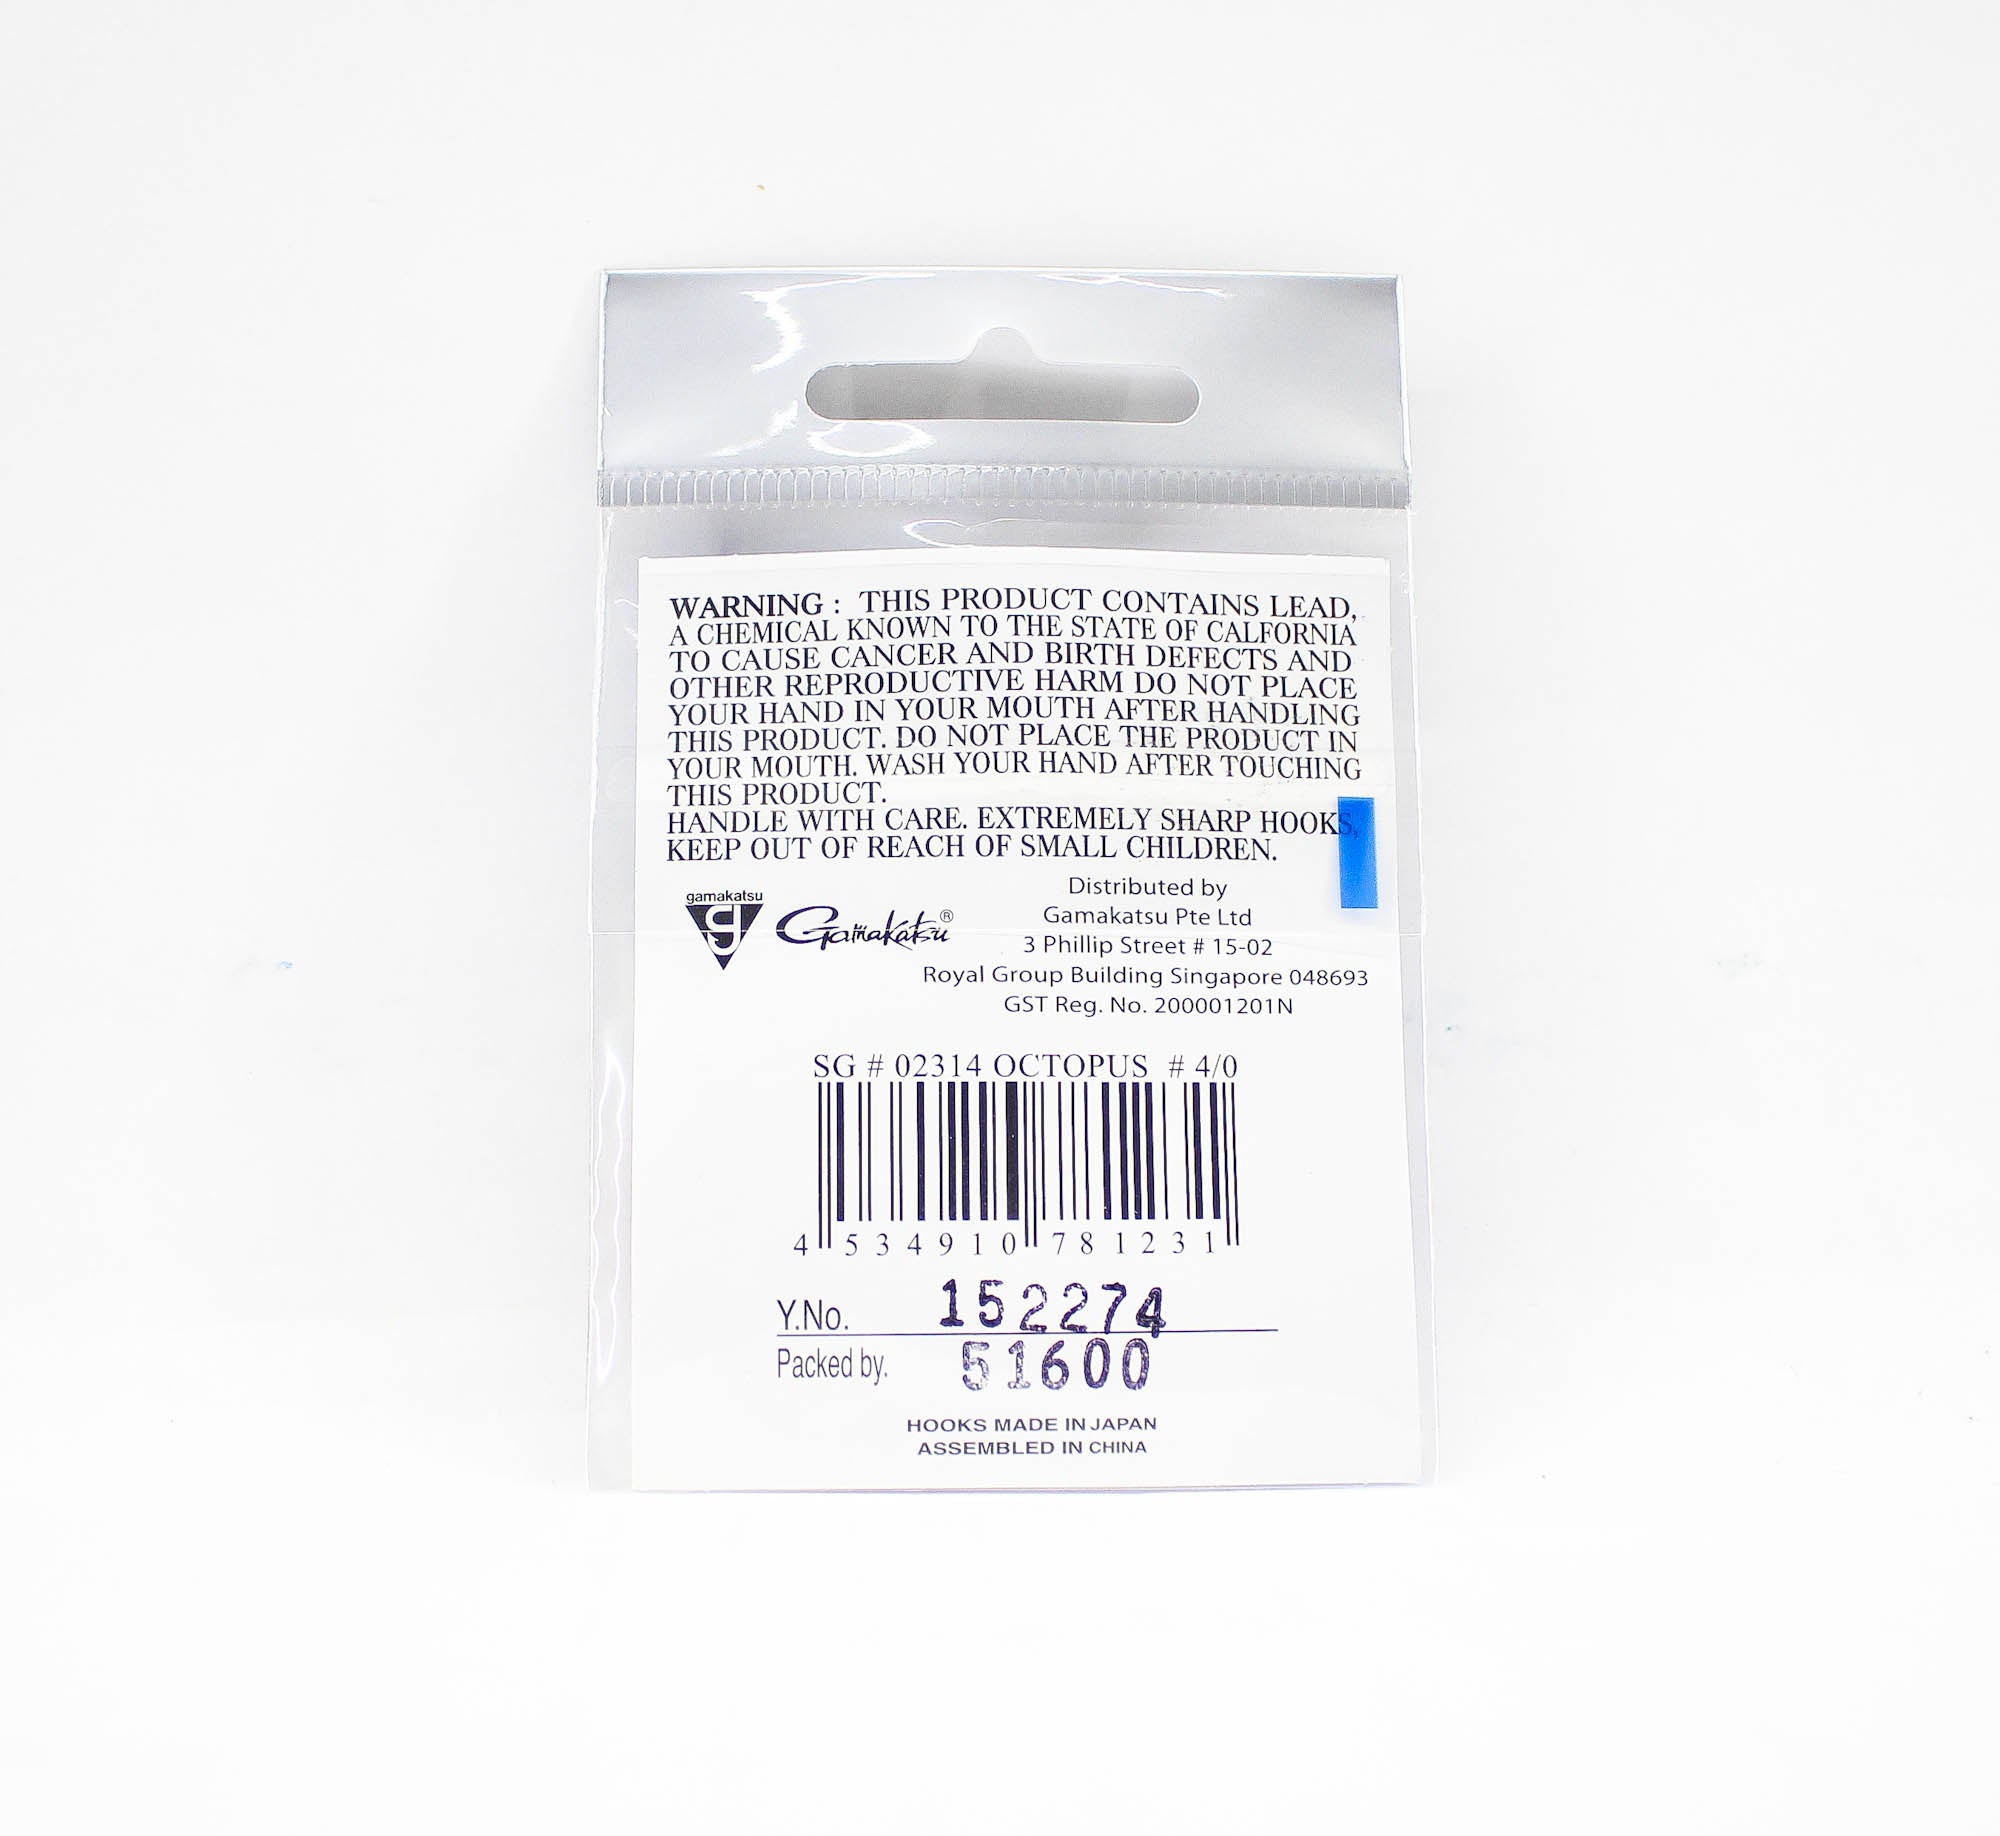 WARNING : THIS PRODUCT CONTAINS LEAD,
A CHEMICAL KNOWN TO THE STATE OF CALFORNIA
TO CAUSE CANCER AND BIRTH DEFECTS AND
OTHER REPRODUCTIVE HARM DO NOT PLACE
YOUR HAND IN YOUR MOUTH AFTER HANDLING
THIS PRODUCT. DO NOT PLACE THE PRODUCT IN
YOUR MOUTH. WASH YOUR HAND AFTER TOUCHING
THIS PRODUCT.
HANDLE WITH CARE. EXTREMELY SHARP HOOKS,
KEEP OUT OF REACH OF SMALL CHILDREN.
gamakatsu
G
Gamakatsu®
Distributed by
Gamakatsu Pte Ltd
3 Phillip Street # 15-02
Royal Group Building Singapore 048693
GST Reg. No. 200001201N
SG # 02314 OCTOPUS # 4/0
4 534910 781231
Y.No. 152274
Packed by. 51600
HOOKS MADE IN JAPAN
ASSEMBLED IN CHINA